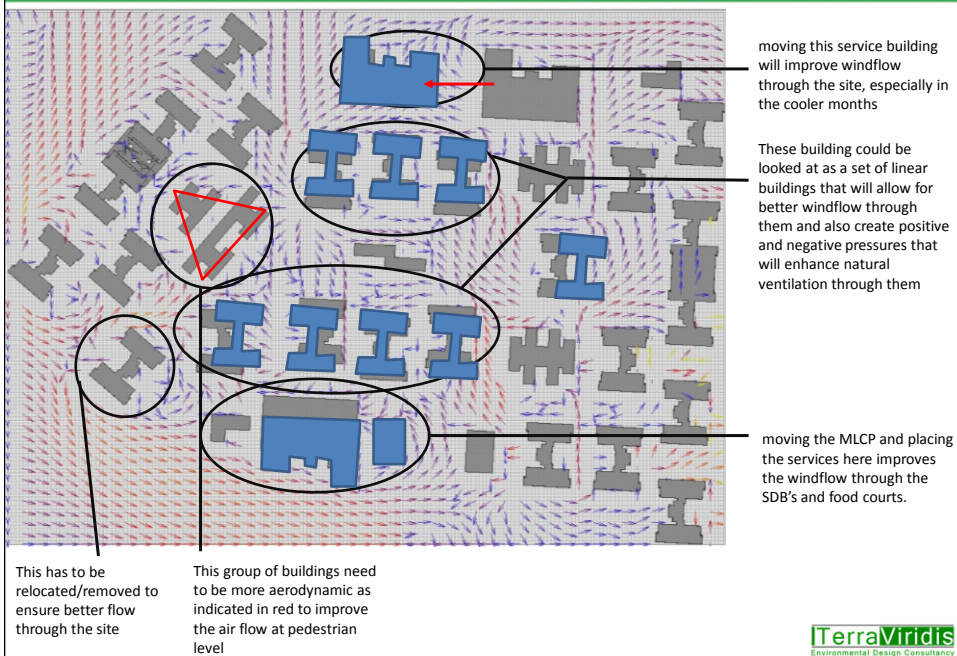 moving this service building
will improve windflow
through the site, especially in
the cooler months
These building could be
looked at as a set of linear
buildings that will allow for
better windflow through
them and also create positive
and negative pressures that
will enhance natural
ventilation through them
moving the MLCP and placing
the services here improves
the windflow through the
SDB's and food courts.
This has to be
relocated/removed to
ensure better flow
through the site
This group of buildings need
to be more aerodynamic as
indicated in red to improve
the air flow at pedestrian
level
TerraViridis
Environmental Design Consultancy